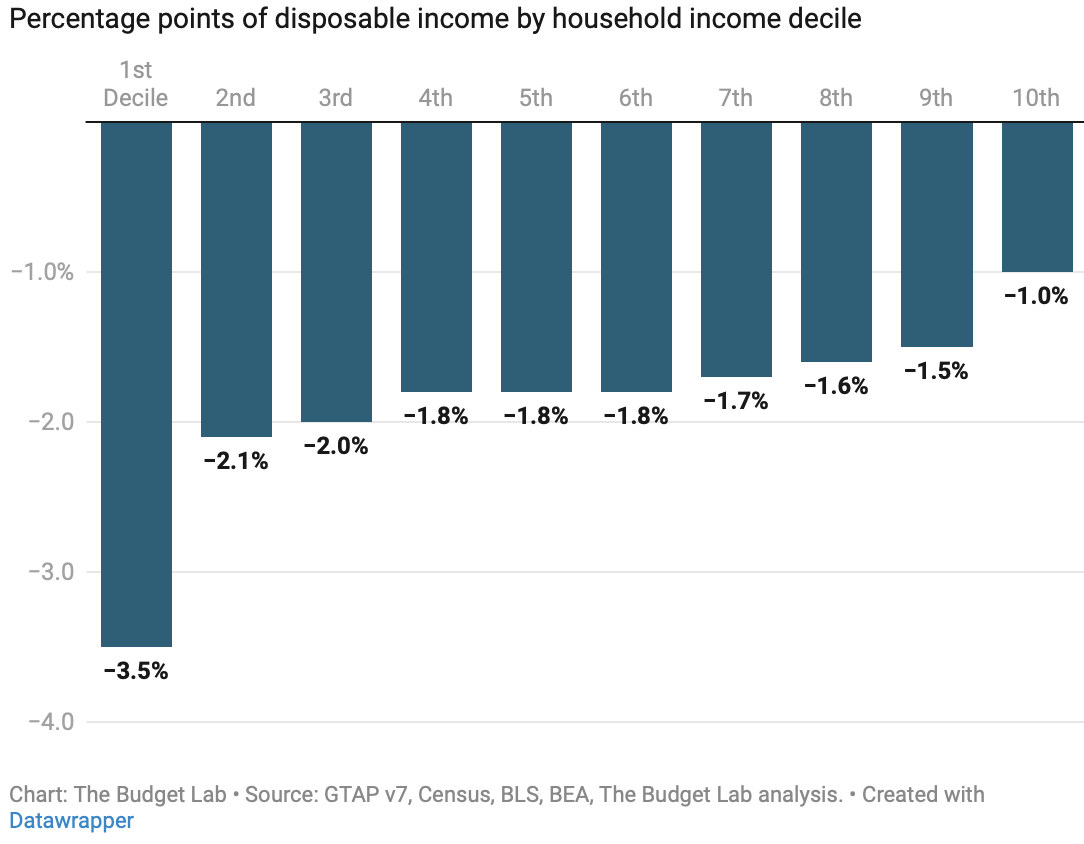 Percentage points of disposable income by household income decile
1st
Decile 2nd 3rd 4th 5th 6th 7th 8th 9th 10th
−1.0%
−1.0%
−1.5%
−1.6%
−1.7%
−2.0 −1.8% −1.8% −1.8%
−2.0%
−2.1%
−3.0
−3.5%
−4.0
Chart: The Budget Lab • Source: GTAP v7, Census, BLS, BEA, The Budget Lab analysis. • Created with
Datawrapper